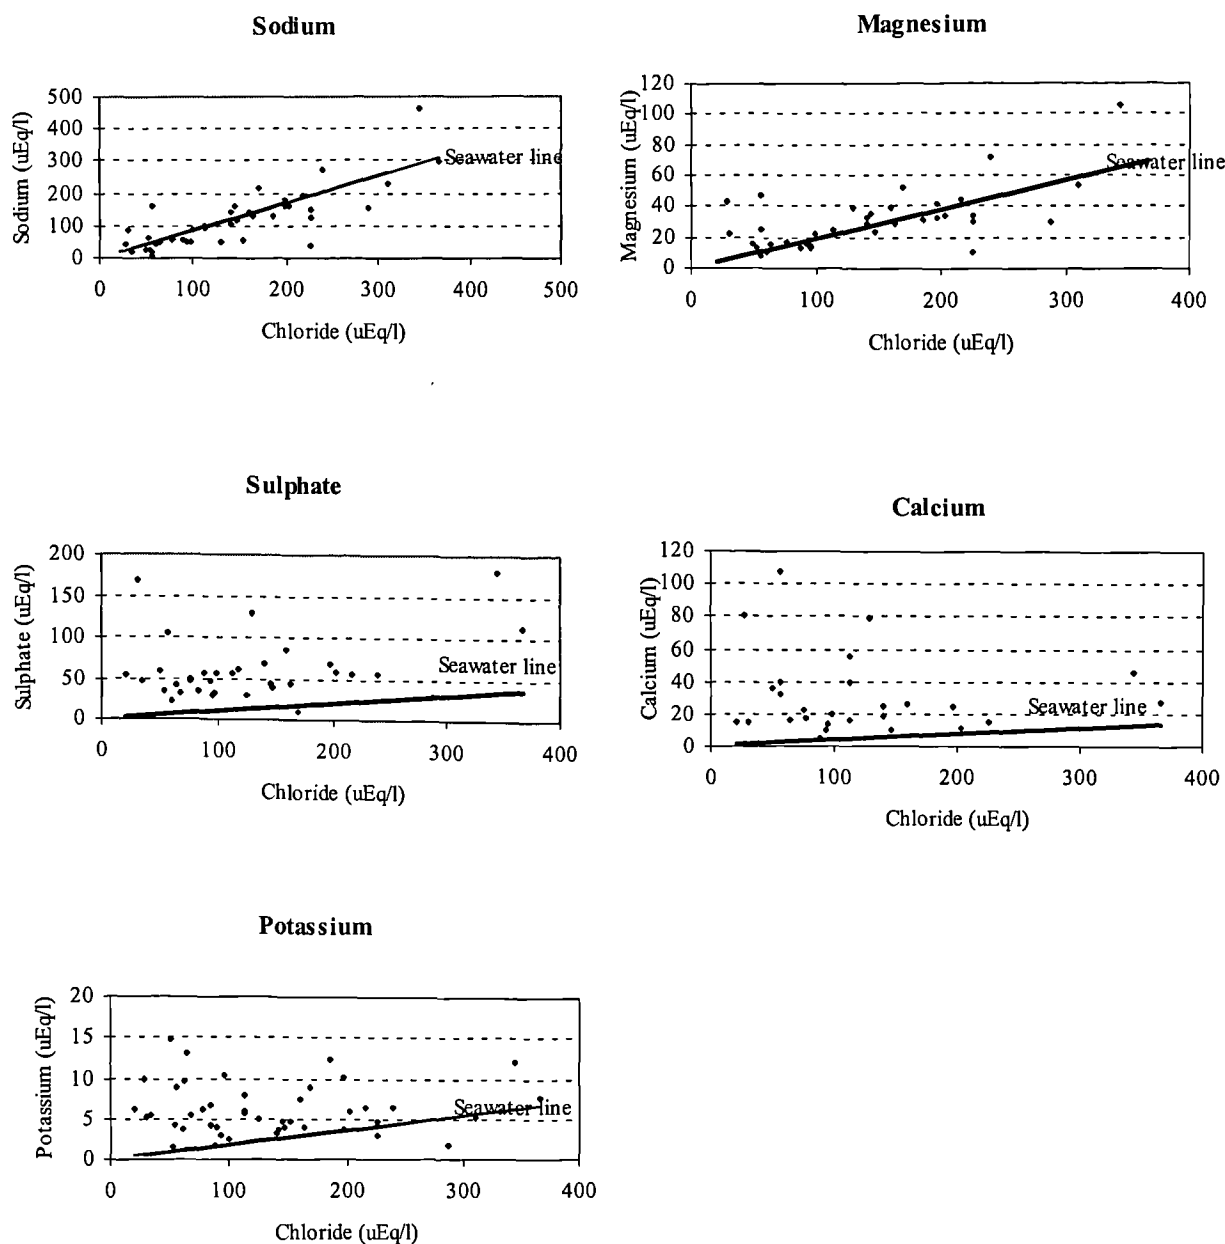 Sodium
Sodium (uEq/l)
500
400
300
200
100
0
Seawater line
0 100 200 300 400 500
Chloride (uEq/l)
Magnesium
Magnesium (uEq/l)
120
100
80
60
40
20
0
Seawater line
0 100 200 300 400
Chloride (uEq/l)
Sulphate
Sulphate (uEq/l)
200
150
100
50
0
Seawater line
0 100 200 300 400
Chloride (uEq/l)
Calcium
Calcium (uEq/l)
120
100
80
60
40
20
0
Seawater line
0 100 200 300 400
Chloride (uEq/l)
Potassium
Potassium (uEq/l)
20
15
10
5
0
Seawater line
0 100 200 300 400
Chloride (uEq/l)